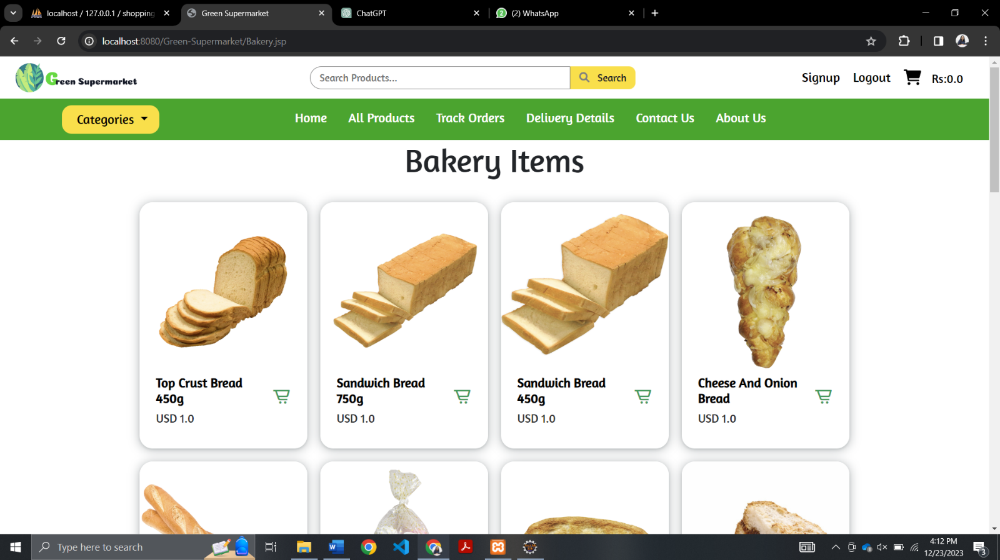 localhost / 127.0.0.1 / shopping
Green Supermarket
ChatGPT
(2) WhatsApp
localhost:8080/Green-Supermarket/Bakery.jsp
Green Supermarket
Search Products...
Search
Signup
Logout
Rs:0.0
Categories
Home
All Products
Track Orders
Delivery Details
Contact Us
About Us
Bakery Items
Top Crust Bread
450g
USD 1.0
Sandwich Bread
750g
USD 1.0
Sandwich Bread
450g
USD 1.0
Cheese And Onion
Bread
USD 1.0
Type here to search
4:12 PM
12/23/2023
3